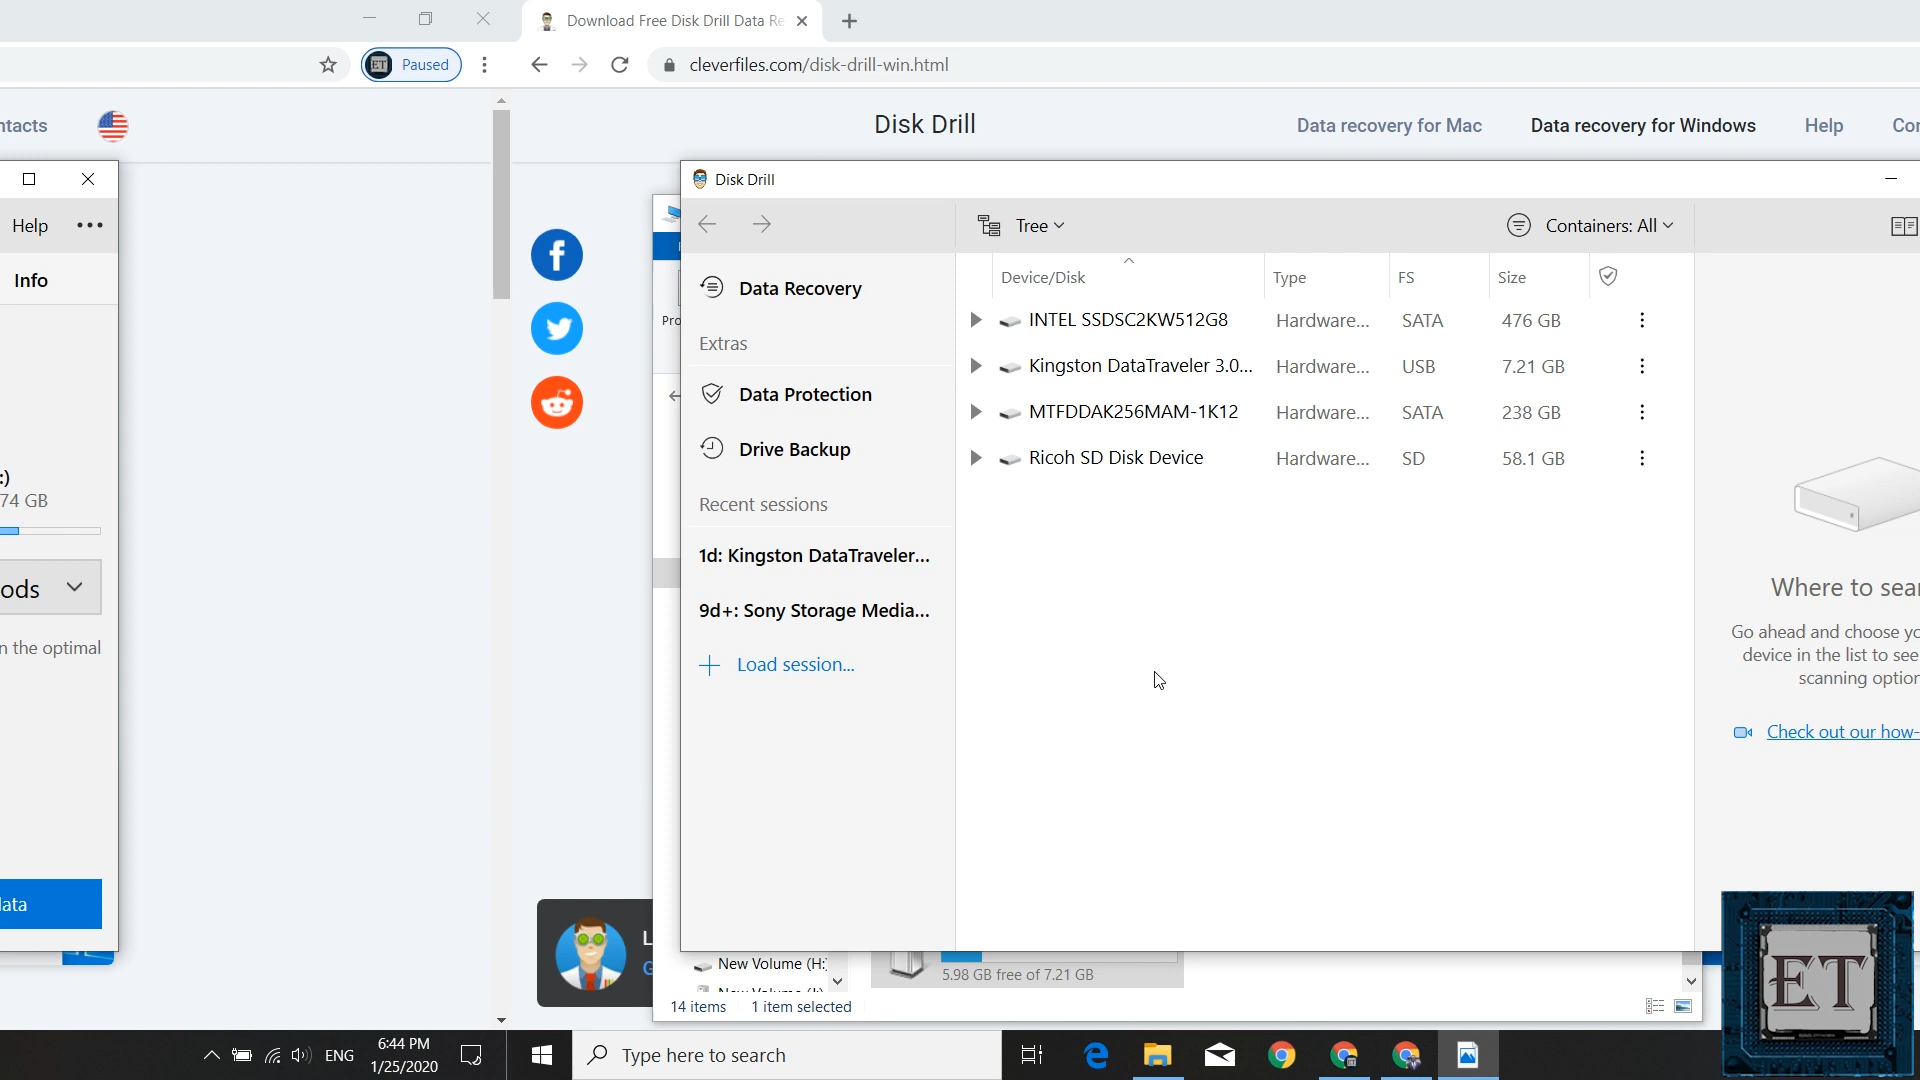 Download Free Disk Drill Data Re
Paused
cleverfiles.com/disk-drill-win.html
ntacts
Disk Drill
Data recovery for Mac
Data recovery for Windows
Help
Con
Disk Drill
Help
Tree
Containers: All
Info
Data Recovery
Device/Disk
Type
FS
Size
Pro
INTEL SSDSC2KW512G8
Hardware...
SATA
476 GB
Extras
Kingston DataTraveler 3.0...
Hardware...
USB
7.21 GB
Data Protection
MTFDDAK256MAM-1K12
Hardware...
SATA
238 GB
Drive Backup
Ricoh SD Disk Device
Hardware...
SD
58.1 GB
:)
74 GB
Recent sessions
1d: Kingston DataTraveler...
ods
Where to sear
9d+: Sony Storage Media...
n the optimal
Go ahead and choose yo
device in the list to see
scanning option
Load session...
Check out our how-
ata
L
G
New Volume (H:
5.98 GB free of 7.21 GB
14 items
1 item selected
ET
6:44 PM
ENG
1/25/2020
Type here to search